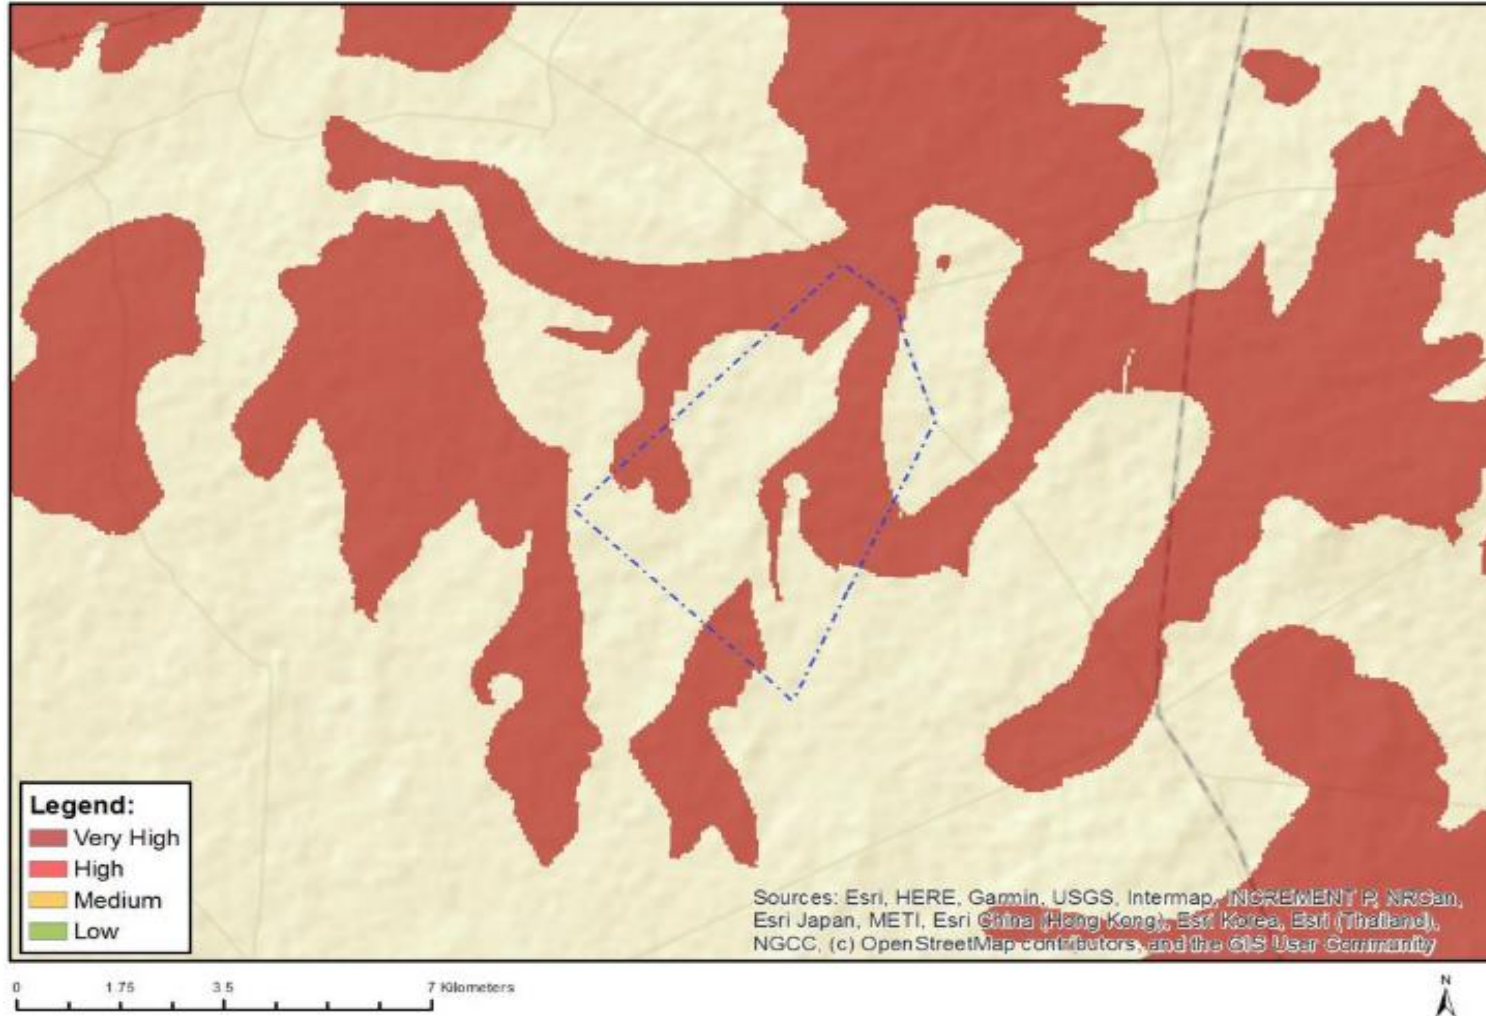 Legend:
Very High
High
Medium
Low
Sources: Esri, HERE, Garmin, USGS, Intermap, INCREMENT P, NRCan,
Esri Japan, METI, Esri China (Hong Kong), Esri Korea, Esri (Thailand),
NGCC, (c) OpenStreetMap contributors, and the GIS User Community
0 1.75 3.5 7 Kilometers
N